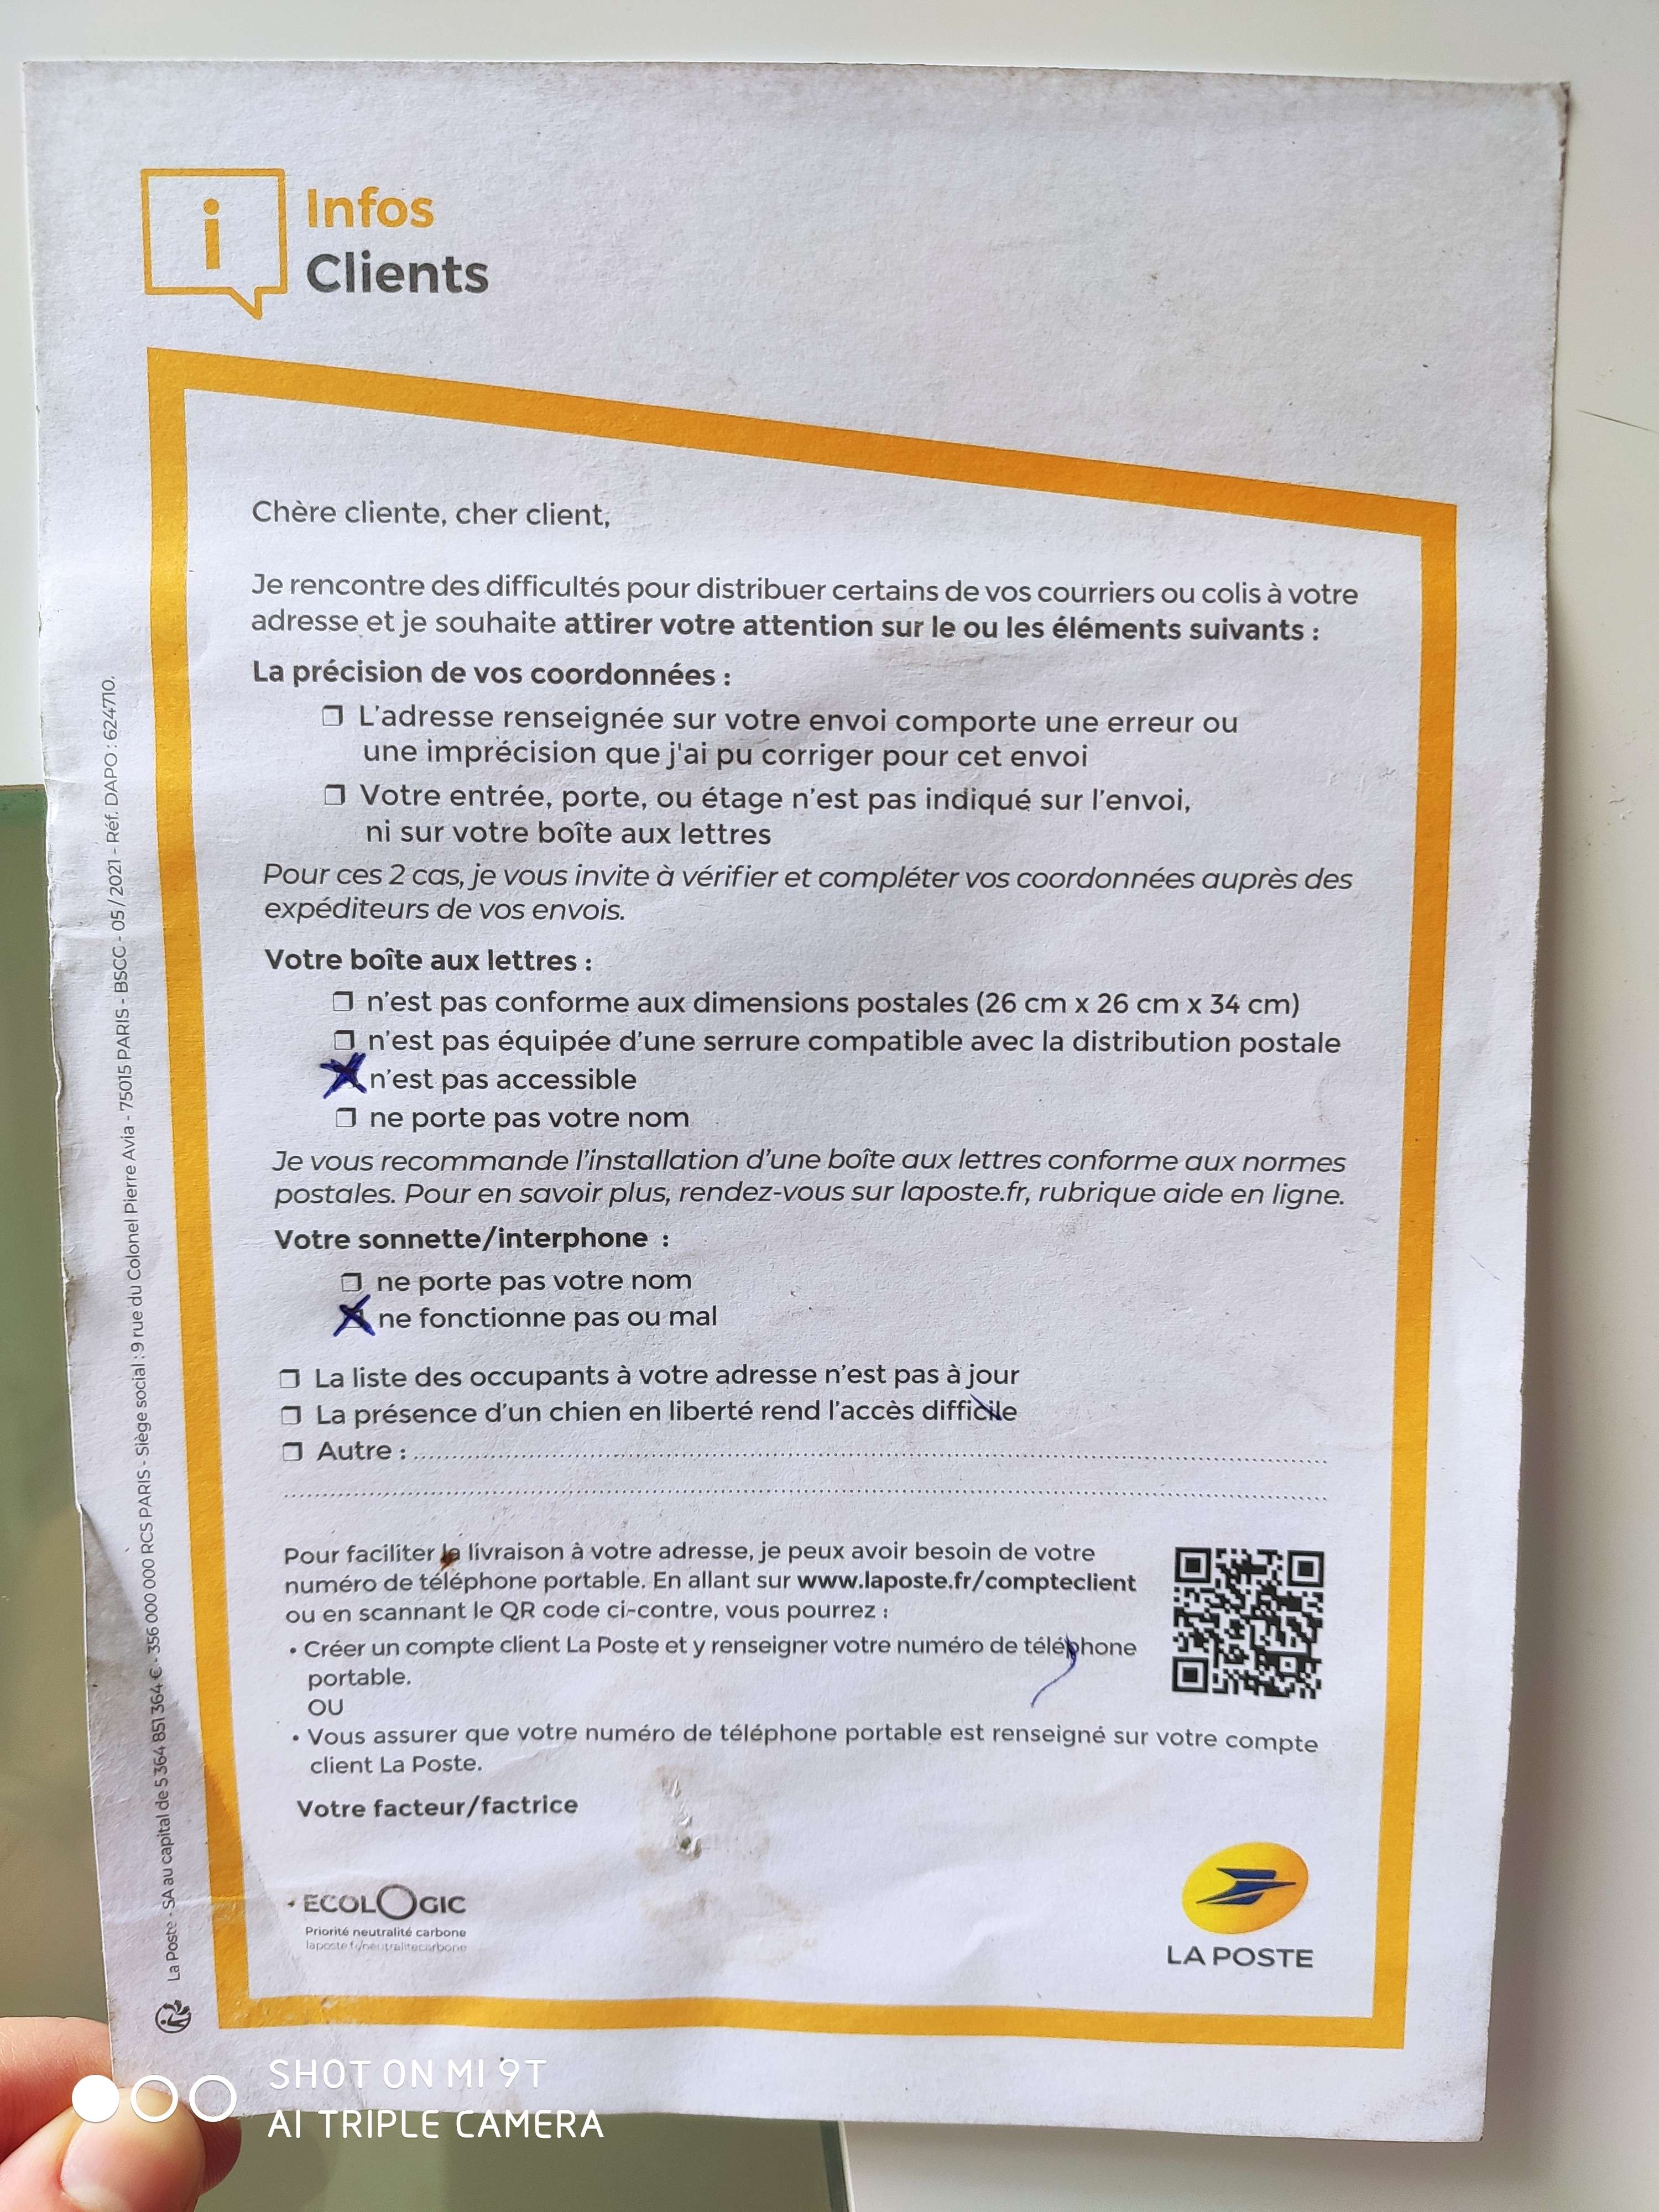 i
Infos
Clients
Chère cliente, cher client,
Je rencontre des difficultés pour distribuer certains de vos courriers ou colis à votre
adresse et je souhaite attirer votre attention sur le ou les éléments suivants :
La précision de vos coordonnées :
❒ L'adresse renseignée sur votre envoi comporte une erreur ou
une imprécision que j'ai pu corriger pour cet envoi
❒ Votre entrée, porte, ou étage n'est pas indiqué sur l'envoi,
ni sur votre boîte aux lettres
Pour ces 2 cas, je vous invite à vérifier et compléter vos coordonnées auprès des
expéditeurs de vos envois.
Votre boîte aux lettres :
❒ n'est pas conforme aux dimensions postales (26 cm x 26 cm x 34 cm)
❒ n'est pas équipée d'une serrure compatible avec la distribution postale
X n'est pas accessible
❒ ne porte pas votre nom
Je vous recommande l'installation d'une boîte aux lettres conforme aux normes
postales. Pour en savoir plus, rendez-vous sur laposte.fr, rubrique aide en ligne.
Votre sonnette/interphone :
❒ ne porte pas votre nom
X ne fonctionne pas ou mal
❒ La liste des occupants à votre adresse n'est pas à jour
❒ La présence d'un chien en liberté rend l'accès difficile
❒ Autre :
Pour faciliter la livraison à votre adresse, je peux avoir besoin de votre
numéro de téléphone portable. En allant sur www.laposte.fr/compteclient
ou en scannant le QR code ci-contre, vous pourrez :
• Créer un compte client La Poste et y renseigner votre numéro de téléphone
portable.
OU
• Vous assurer que votre numéro de téléphone portable est renseigné sur votre compte
client La Poste.
Votre facteur/factrice
ECOLOGIC
Priorité neutralité carbone
laposte.fr/neutralitecarbone
LA POSTE
La Poste - SA au capital de 5 364 851 364 € - 356 000 000 RCS PARIS - Siège social : 9 rue du Colonel Pierre Avia - 75015 PARIS - BSCC - 05 / 2021 - Réf. DAPO : 624710.
SHOT ON MI 9T
AI TRIPLE CAMERA